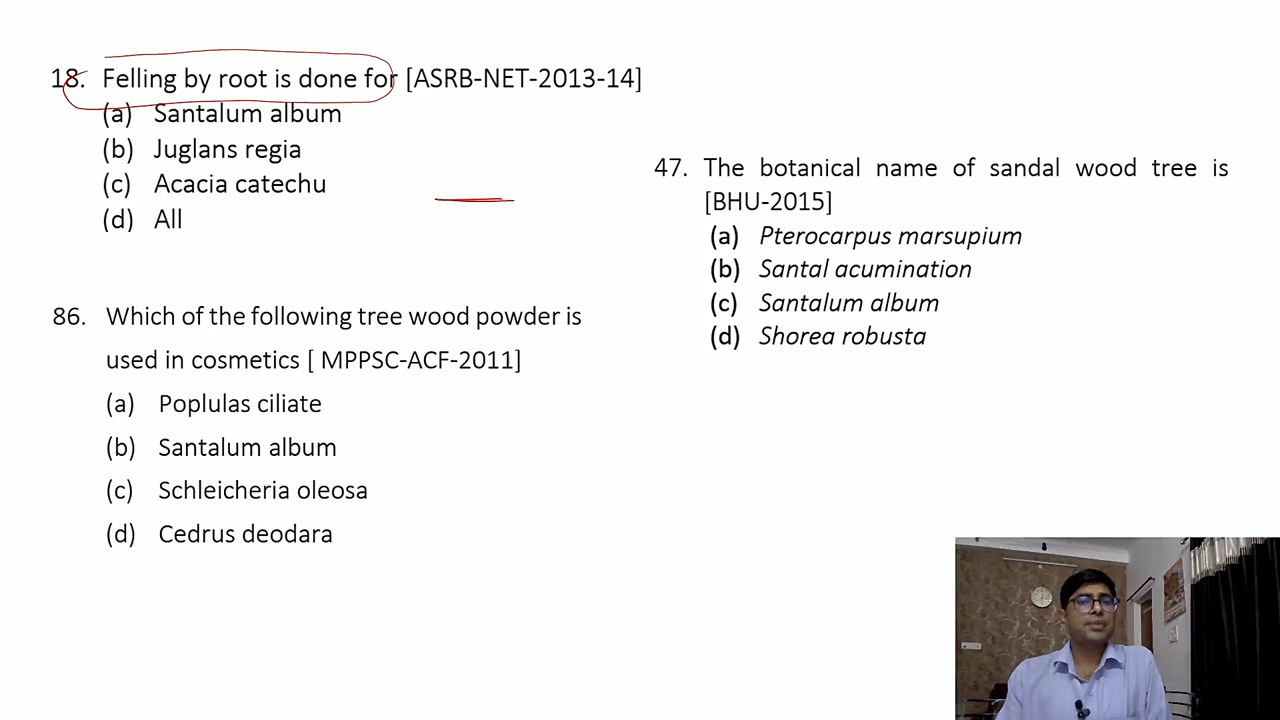 18. Felling by root is done for [ASRB-NET-2013-14]
(a) Santalum album
(b) Juglans regia
(c) Acacia catechu
(d) All
86. Which of the following tree wood powder is
used in cosmetics [ MPPSC-ACF-2011]
(a) Poplulas ciliate
(b) Santalum album
(c) Schleicheria oleosa
(d) Cedrus deodara
47. The botanical name of sandal wood tree is
[BHU-2015]
(a) Pterocarpus marsupium
(b) Santal acumination
(c) Santalum album
(d) Shorea robusta